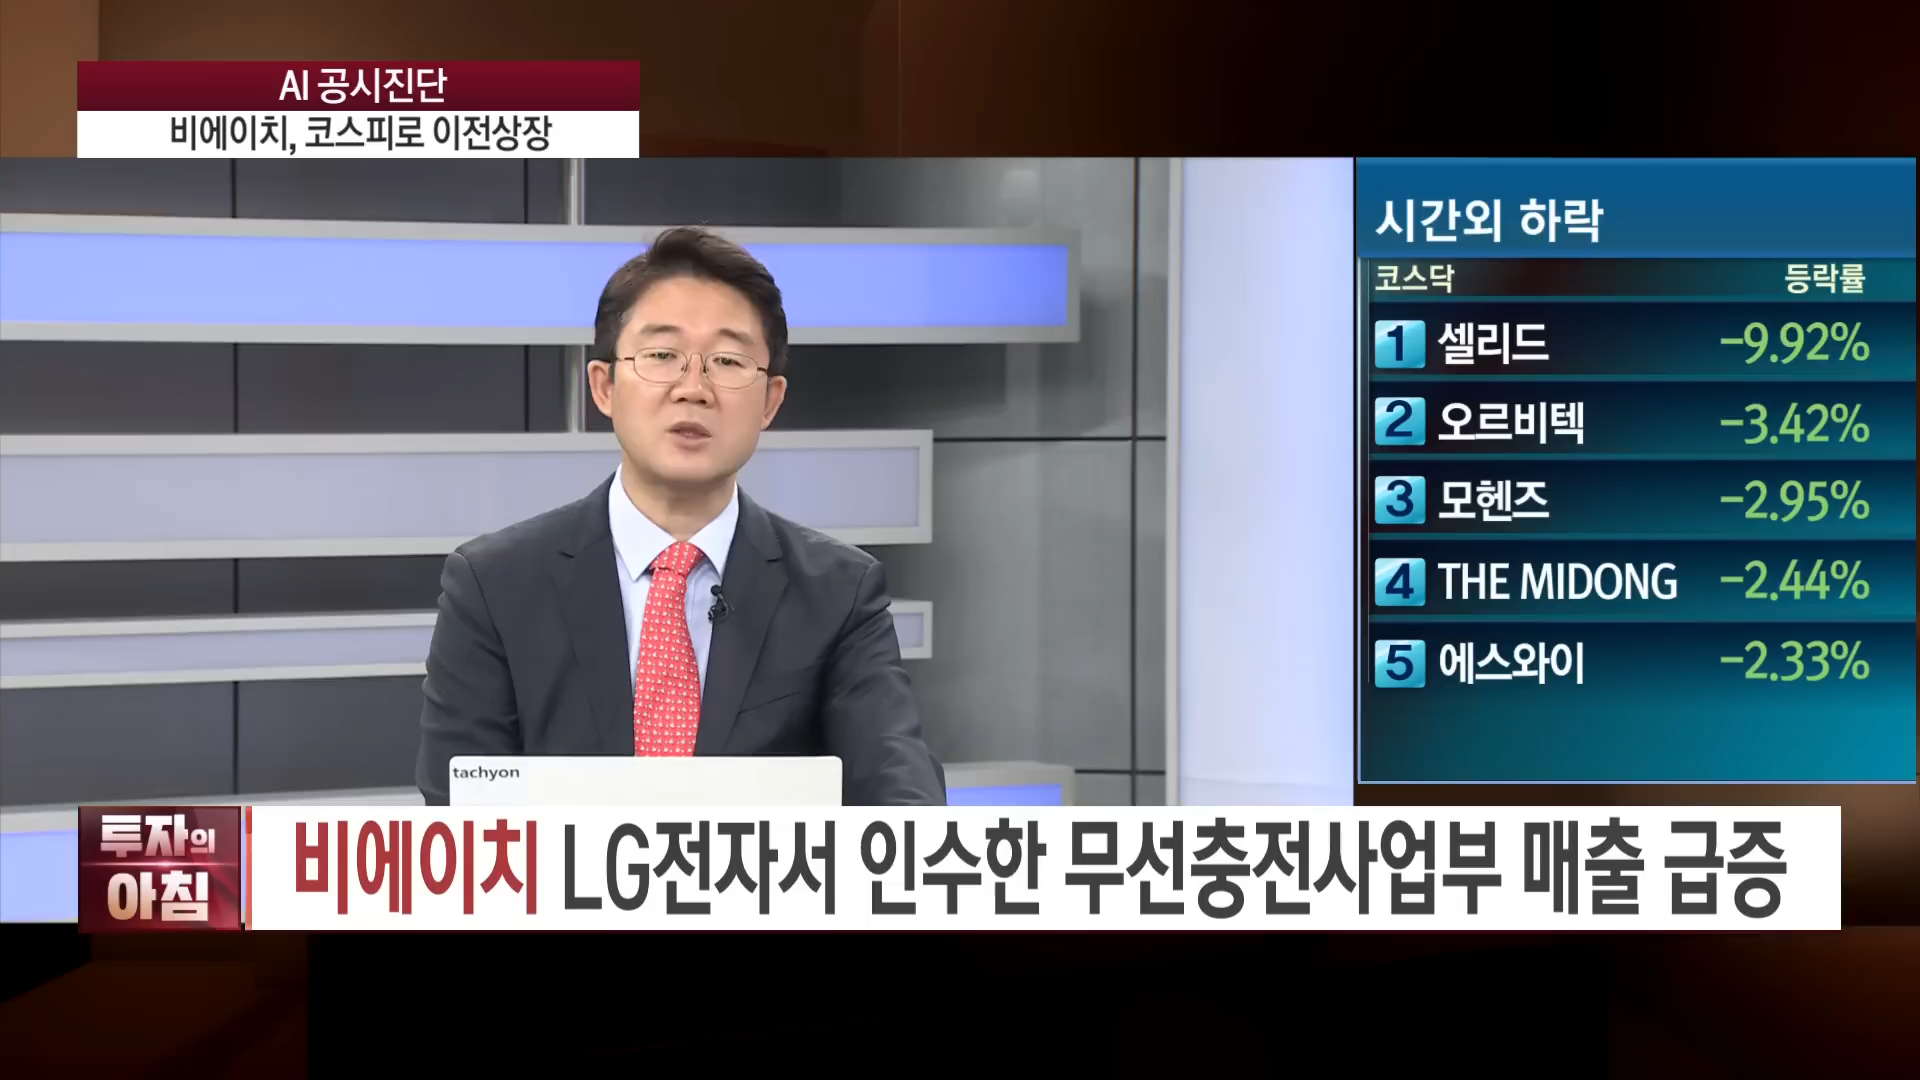 AI 공시진단
비에이치, 코스피로 이전상장
시간외 하락
코스닥 등락률
1 셀리드 -9.92%
2 오르비텍 -3.42%
3 모헨즈 -2.95%
4 THE MIDONG -2.44%
5 에스와이 -2.33%
tachyon
투자의
아침
비에이치 LG전자서 인수한 무선충전사업부 매출 급증